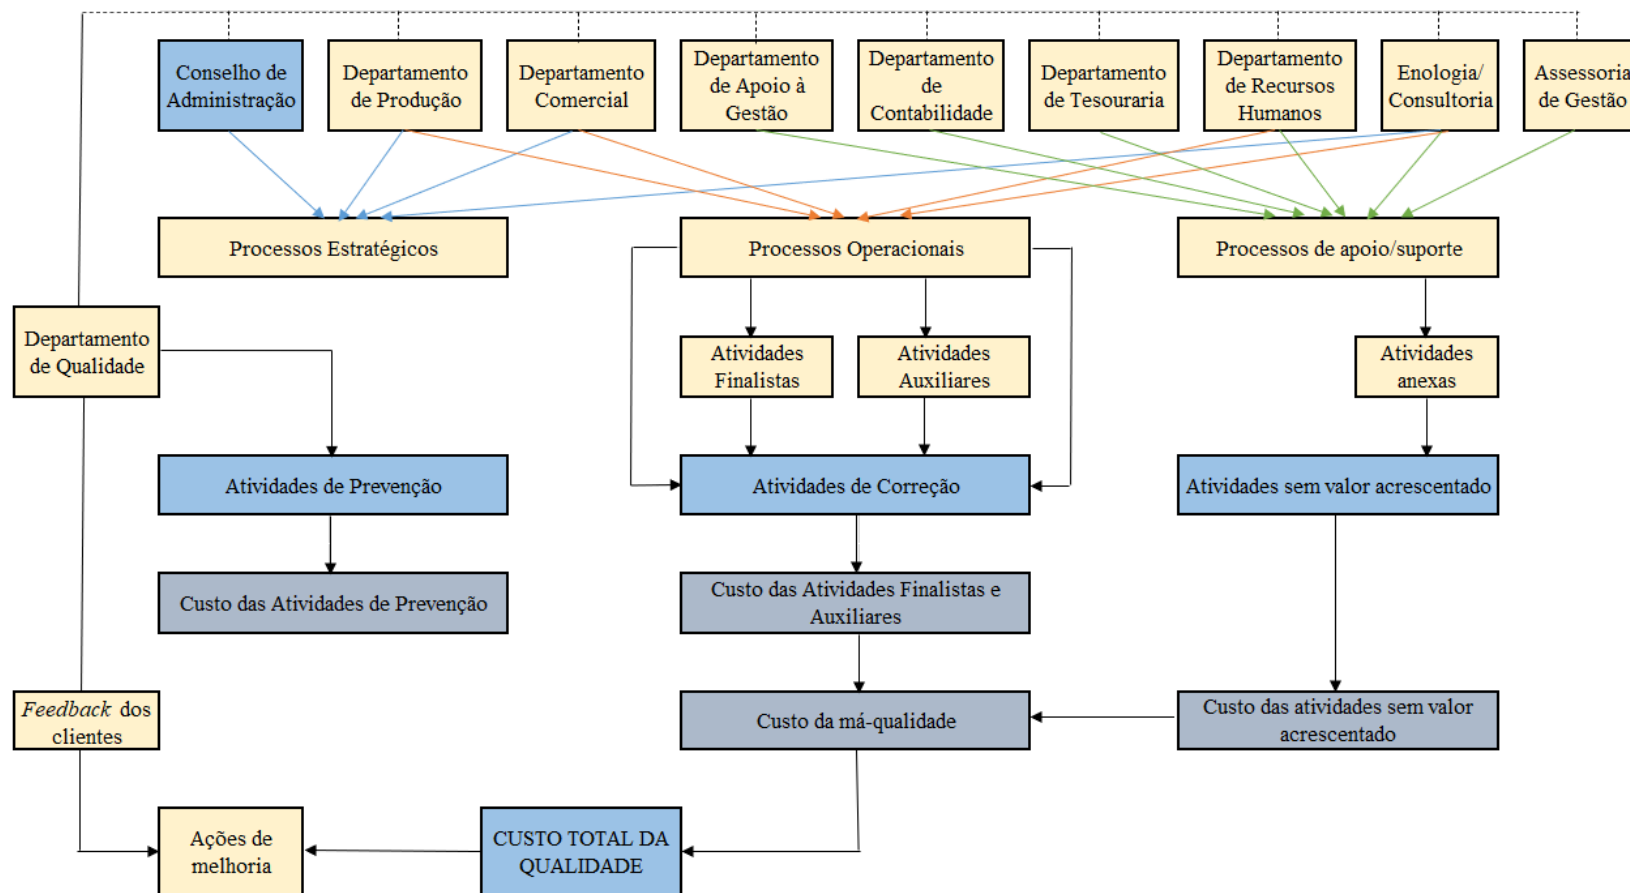 Conselho de
Administração
Departamento
de Produção
Departamento
Comercial
Departamento
de Apoio à
Gestão
Departamento
de
Contabilidade
Departamento
de Tesouraria
Departamento
de Recursos
Humanos
Enologia/
Consultoria
Assessoria
de Gestão
Processos Estratégicos
Processos Operacionais
Processos de apoio/suporte
Departamento
de Qualidade
Atividades
Finalistas
Atividades
Auxiliares
Atividades
anexas
Atividades de Prevenção
Atividades de Correção
Atividades sem valor acrescentado
Custo das Atividades de Prevenção
Custo das Atividades Finalistas e
Auxiliares
Feedback dos
clientes
Custo da má-qualidade
Custo das atividades sem valor
acrescentado
Ações de
melhoria
CUSTO TOTAL DA
QUALIDADE